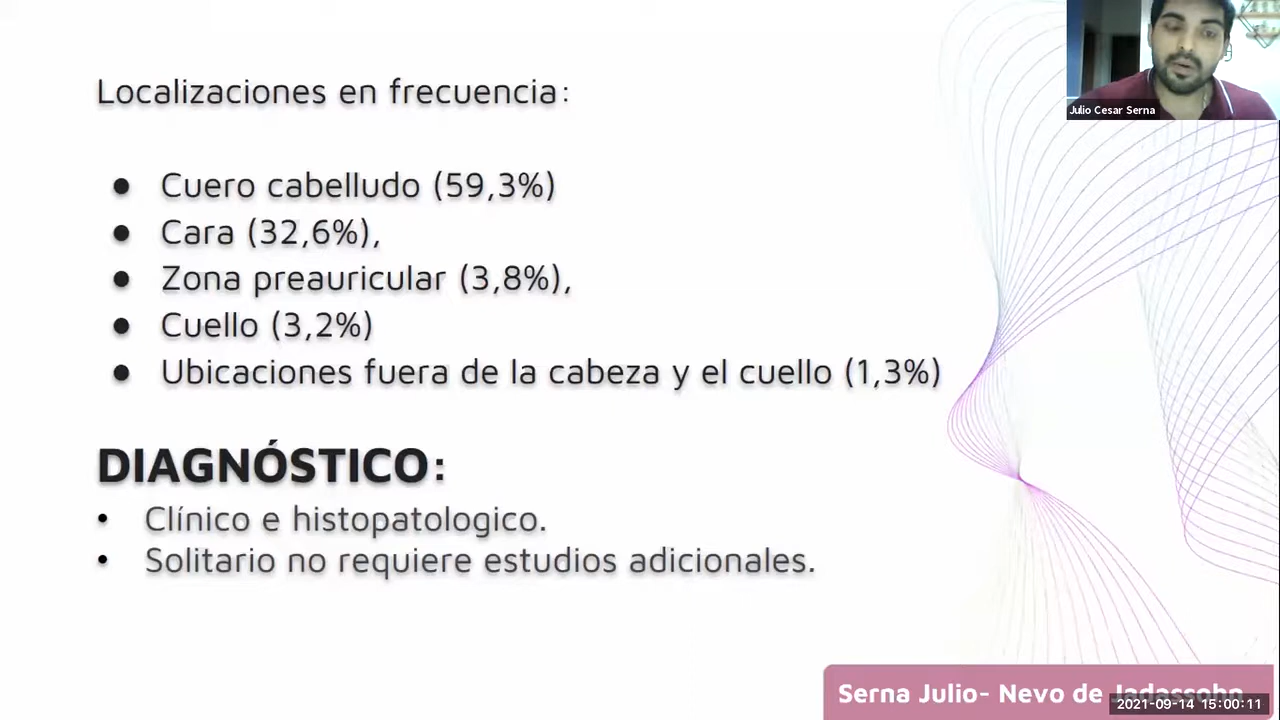 Localizaciones en frecuencia:
● Cuero cabelludo (59,3%)
● Cara (32,6%),
● Zona preauricular (3,8%),
● Cuello (3,2%)
● Ubicaciones fuera de la cabeza y el cuello (1,3%)
DIAGNÓSTICO:
• Clínico e histopatologico.
• Solitario no requiere estudios adicionales.
Julio Cesar Serna
Serna Julio- Nevo de Jadassohn
2021-09-14 15:00:11